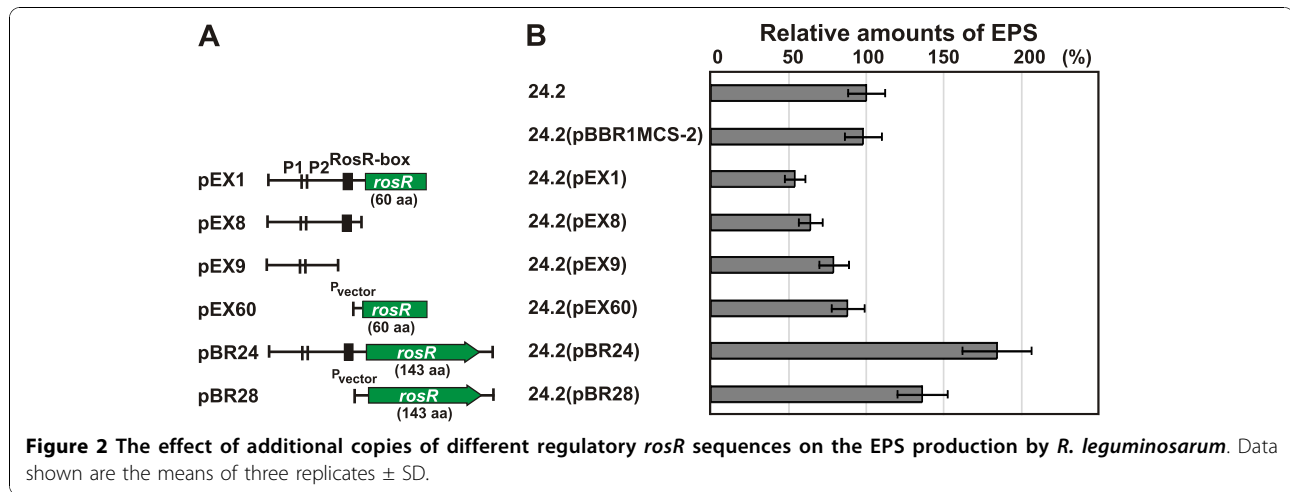 A
B
Relative amounts of EPS
0 50 100 150 200 (%)
24.2
24.2(pBBR1MCS-2)
P1 P2 RosR-box
pEX1 rosR 24.2(pEX1)
(60 aa)
pEX8 24.2(pEX8)
pEX9 24.2(pEX9)
Pvector
pEX60 rosR 24.2(pEX60)
(60 aa)
pBR24 rosR 24.2(pBR24)
(143 aa)
Pvector
pBR28 rosR 24.2(pBR28)
(143 aa)
Figure 2 The effect of additional copies of different regulatory rosR sequences on the EPS production by R. leguminosarum. Data
shown are the means of three replicates ± SD.